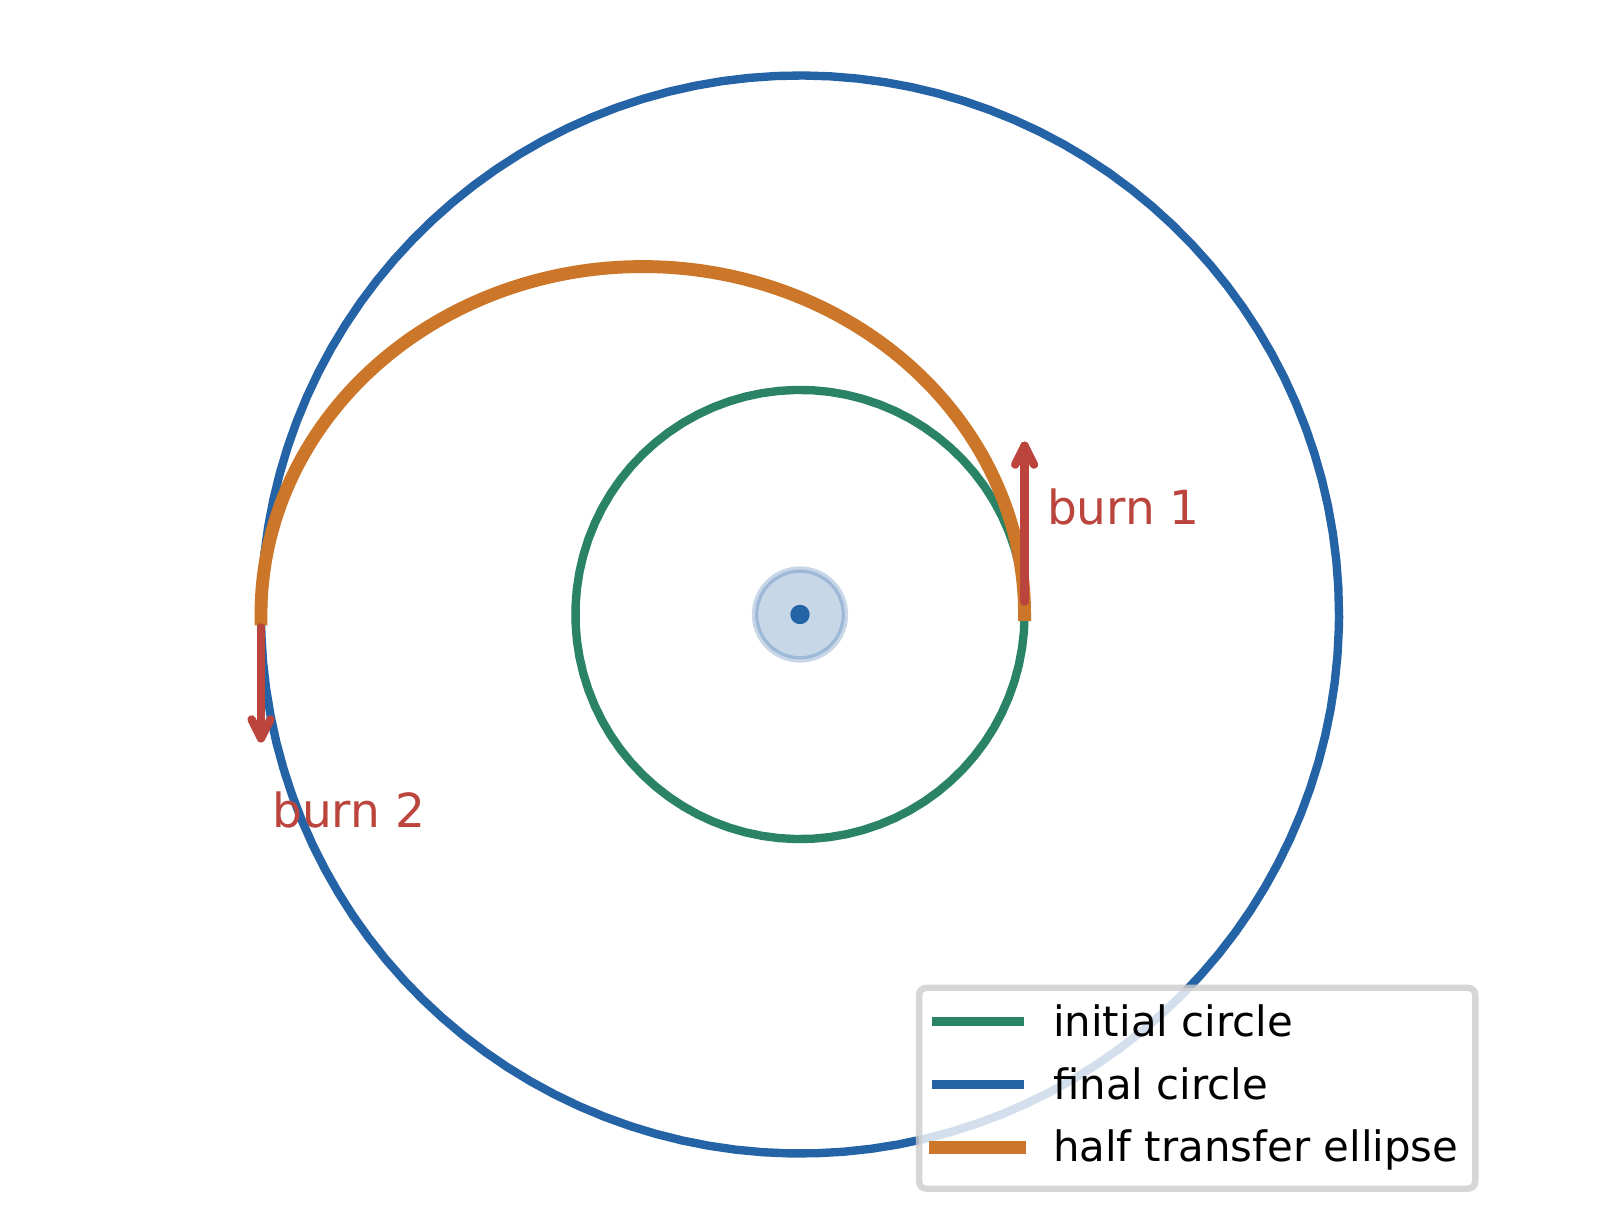 burn 1
burn 2
initial circle
final circle
half transfer ellipse